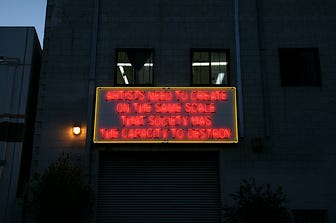 ARTISTS NEED TO CREATE
ON THE SAME SCALE
THAT SOCIETY HAS
THE CAPACITY TO DESTROY